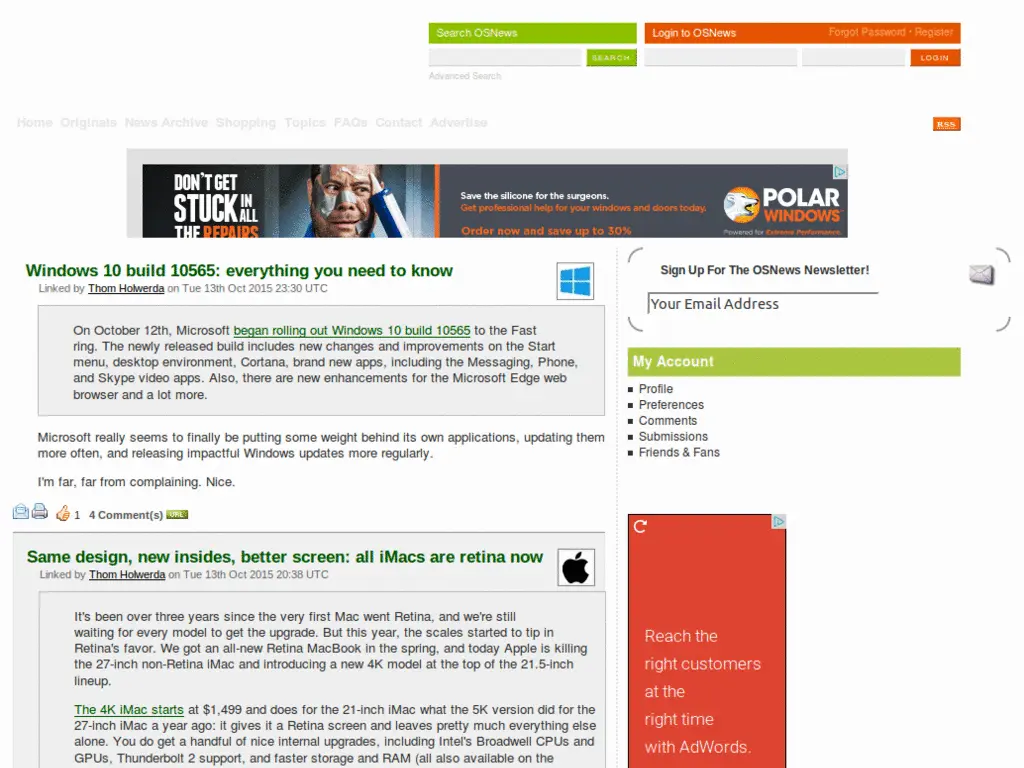 Search OSNews
Login to OSNews
Forgot Password • Register
SEARCH
LOGIN
Advanced Search
Home Originals News Archive Shopping Topics FAQs Contact Advertise
RSS
DON'T GET
STUCK IN ALL
THE REPAIRS
Save the silicone for the surgeons.
Get professional help for your windows and doors today.
Order now and save up to 30%
POLAR
WINDOWS
Powered for Extreme Performance.
Windows 10 build 10565: everything you need to know
Linked by Thom Holwerda on Tue 13th Oct 2015 23:30 UTC
On October 12th, Microsoft began rolling out Windows 10 build 10565 to the Fast
ring. The newly released build includes new changes and improvements on the Start
menu, desktop environment, Cortana, brand new apps, including the Messaging, Phone,
and Skype video apps. Also, there are new enhancements for the Microsoft Edge web
browser and a lot more.
Microsoft really seems to finally be putting some weight behind its own applications, updating them
more often, and releasing impactful Windows updates more regularly.
I'm far, far from complaining. Nice.
1 4 Comment(s) URL
Same design, new insides, better screen: all iMacs are retina now
Linked by Thom Holwerda on Tue 13th Oct 2015 20:38 UTC
It's been over three years since the very first Mac went Retina, and we're still
waiting for every model to get the upgrade. But this year, the scales started to tip in
Retina's favor. We got an all-new Retina MacBook in the spring, and today Apple is killing
the 27-inch non-Retina iMac and introducing a new 4K model at the top of the 21.5-inch
lineup.
The 4K iMac starts at $1,499 and does for the 21-inch iMac what the 5K version did for the
27-inch iMac a year ago: it gives it a Retina screen and leaves pretty much everything else
alone. You do get a handful of nice internal upgrades, including Intel's Broadwell CPUs and
GPUs, Thunderbolt 2 support, and faster storage and RAM (all also available on the
Sign Up For The OSNews Newsletter!
Your Email Address
My Account
Profile
Preferences
Comments
Submissions
Friends & Fans
Reach the
right customers
at the
right time
with AdWords.